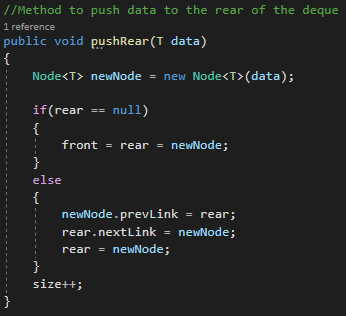 //Method to push data to the rear of the deque
1 reference
public void pushRear(T data)
{
Node<T> newNode = new Node<T>(data);
if(rear == null)
{
front = rear = newNode;
}
else
{
newNode.prevLink = rear;
rear.nextLink = newNode;
rear = newNode;
}
size++;
}